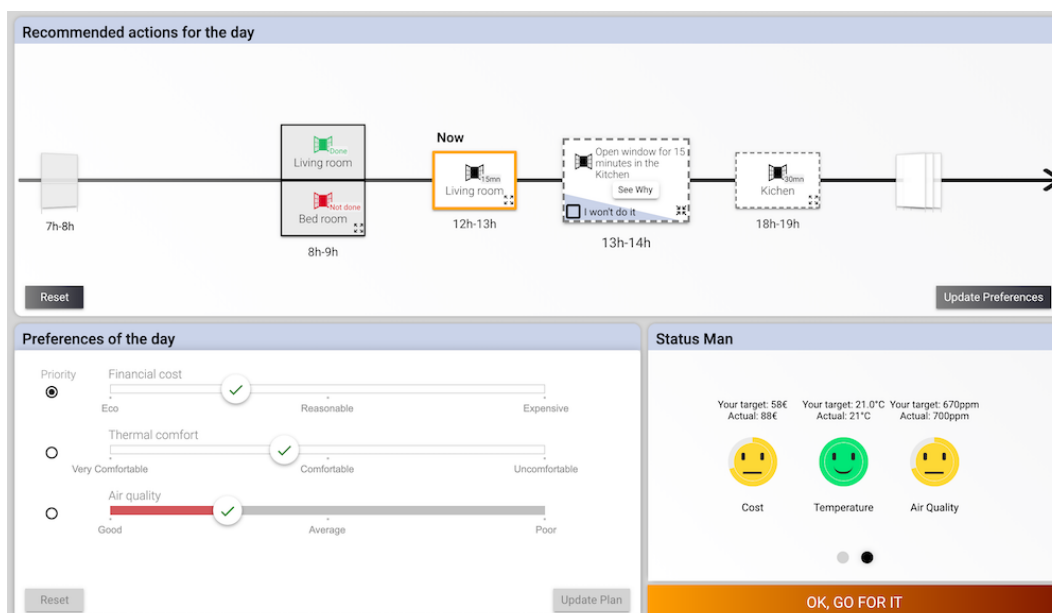 Recommended actions for the day
Done
Living room
Not done
Bed room
Now
15mn
Living room
Open window for 15
minutes in the
Kitchen
See Why
I won't do it
30mn
Kichen
7h-8h
8h-9h
12h-13h
13h-14h
18h-19h
Reset
Update Preferences
Preferences of the day
Priority
Financial cost
Eco
Reasonable
Expensive
Thermal comfort
Very Comfortable
Comfortable
Uncomfortable
Air quality
Good
Average
Poor
Reset
Update Plan
Status Man
Your target: 58€
Actual: 88€
Your target: 21.0°C
Actual: 21°C
Your target: 670ppm
Actual: 700ppm
Cost
Temperature
Air Quality
OK, GO FOR IT